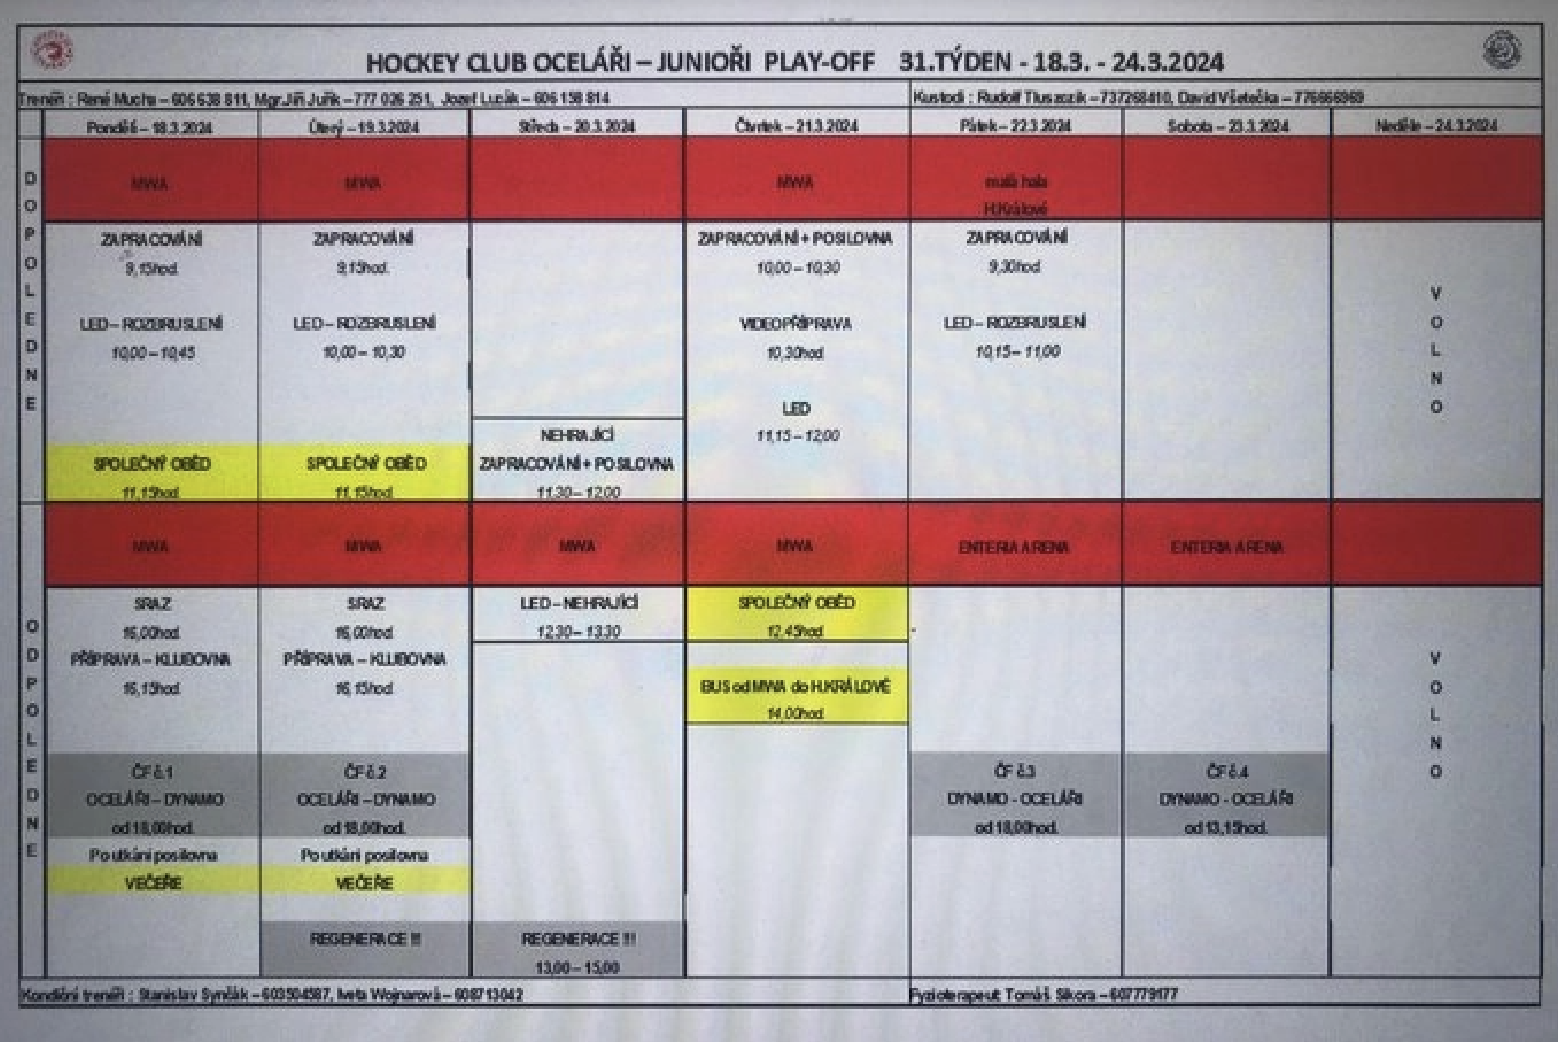 HOCKEY CLUB OCELÁŘI – JUNIOŘI PLAY-OFF 31.TÝDEN - 18.3. - 24.3.2024
Trenéři : René Mucha – 606 638 811, Mgr.Jiří Juřík – 777 026 251, Jozef Lucák – 606 158 814
Kustodi : Rudolf Tluszczik – 737268410, David Všetečka – 776666969
Pondělí – 18.3.2024
Úterý – 19.3.2024
Středa – 20.3.2024
Čtvrtek – 21.3.2024
Pátek – 22.3.2024
Sobota – 23.3.2024
Neděle – 24.3.2024
DOPOLEDNE
MWA
MWA
MWA
malá hala
H.Králové
ZAPRACOVÁNÍ
9,15hod.
LED – ROZBRUSLENÍ
10,00 – 10,45
SPOLEČNÝ OBĚD
11,15hod.
ZAPRACOVÁNÍ
9,15hod.
LED – ROZBRUSLENÍ
10,00 – 10,30
SPOLEČNÝ OBĚD
11,15hod.
NEHRAJÍCÍ
ZAPRACOVÁNÍ + POSILOVNA
11.30 – 12.00
ZAPRACOVÁNÍ + POSILOVNA
10,00 – 10,30
VIDEOPŘÍPRAVA
10,30hod.
LED
11,15 – 12,00
ZAPRACOVÁNÍ
9,30hod.
LED – ROZBRUSLENÍ
10,15 – 11,00
VOLNO
ODPOLEDNE
MWA
MWA
MWA
MWA
ENTERIA ARENA
ENTERIA ARENA
SRAZ
16,00hod.
PŘÍPRAVA – KLUBOVNA
16,15hod.
ČF č.1
OCELÁŘI – DYNAMO
od 18,00hod.
Po utkání posilovna
VEČEŘE
SRAZ
16,00hod.
PŘÍPRAVA – KLUBOVNA
16,15hod.
ČF č.2
OCELÁŘI – DYNAMO
od 18,00hod.
Po utkání posilovna
VEČEŘE
REGENERACE !!!
LED – NEHRAJÍCÍ
12.30 – 13.30
REGENERACE !!!
13,00 – 15,00
SPOLEČNÝ OBĚD
12,45hod.
BUS od MWA do H.KRÁLOVÉ
14,00hod.
ČF č.3
DYNAMO - OCELÁŘI
od 18,00hod.
ČF č.4
DYNAMO - OCELÁŘI
od 13,15hod.
VOLNO
Kondiční trenéři : Stanislav Synčák – 603504587, Iveta Wojnarová – 608713042
Fyzioterapeut: Tomáš Sikora – 607779177